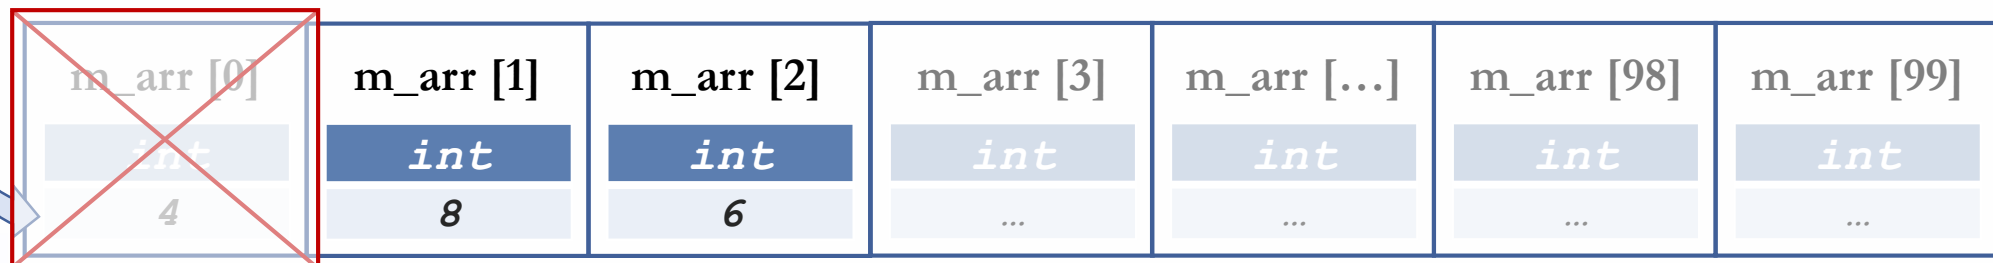 m_arr [0] m_arr [1] m_arr [2] m_arr [3] m_arr [...] m_arr [98] m_arr [99]
int int int int int int int
4 8 6 ... ... ... ...